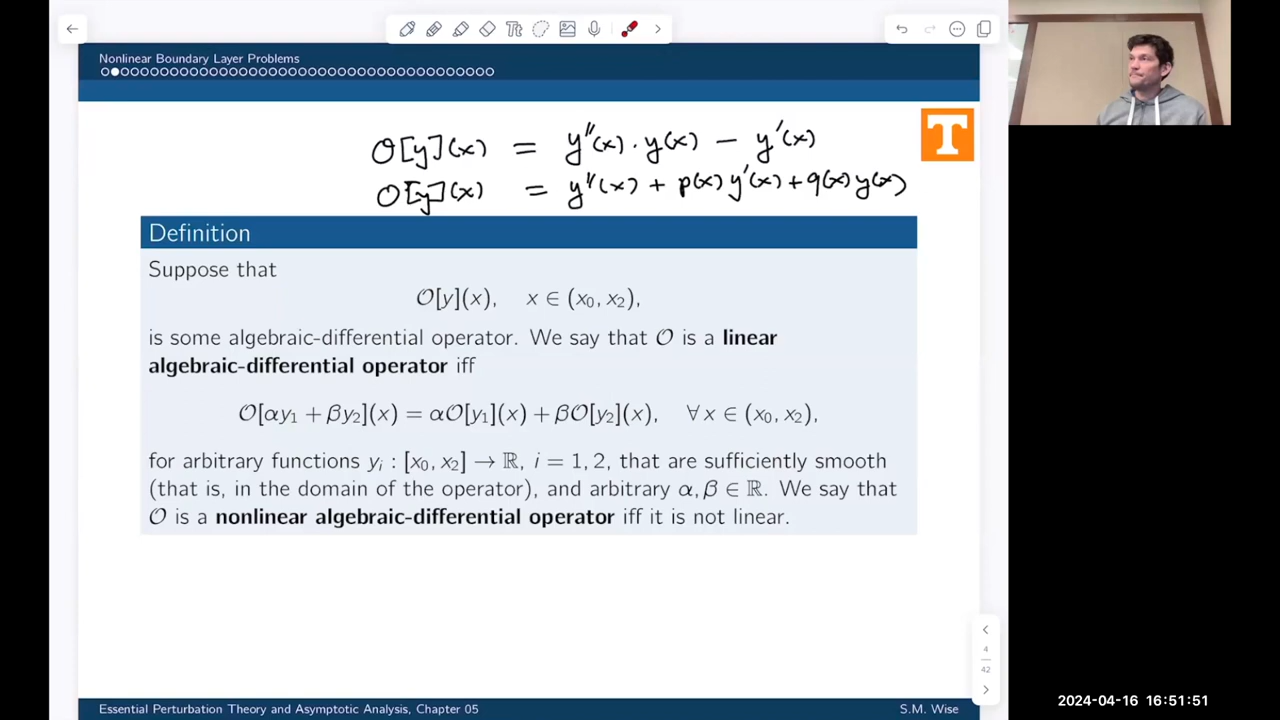 Nonlinear Boundary Layer Problems
T
O[y](x) = y''(x) · y(x) − y'(x)
O[y](x) = y''(x) + p(x) y'(x) + q(x) y(x)
Definition
Suppose that
𝒪[y](x), x ∈ (x₀, x₂),
is some algebraic-differential operator. We say that 𝒪 is a linear
algebraic-differential operator iff
𝒪[αy₁ + βy₂](x) = α𝒪[y₁](x) + β𝒪[y₂](x), ∀ x ∈ (x₀, x₂),
for arbitrary functions yᵢ : [x₀, x₂] → ℝ, i = 1, 2, that are sufficiently smooth
(that is, in the domain of the operator), and arbitrary α, β ∈ ℝ. We say that
𝒪 is a nonlinear algebraic-differential operator iff it is not linear.
4
42
Essential Perturbation Theory and Asymptotic Analysis, Chapter 05
S.M. Wise
2024-04-16 16:51:51